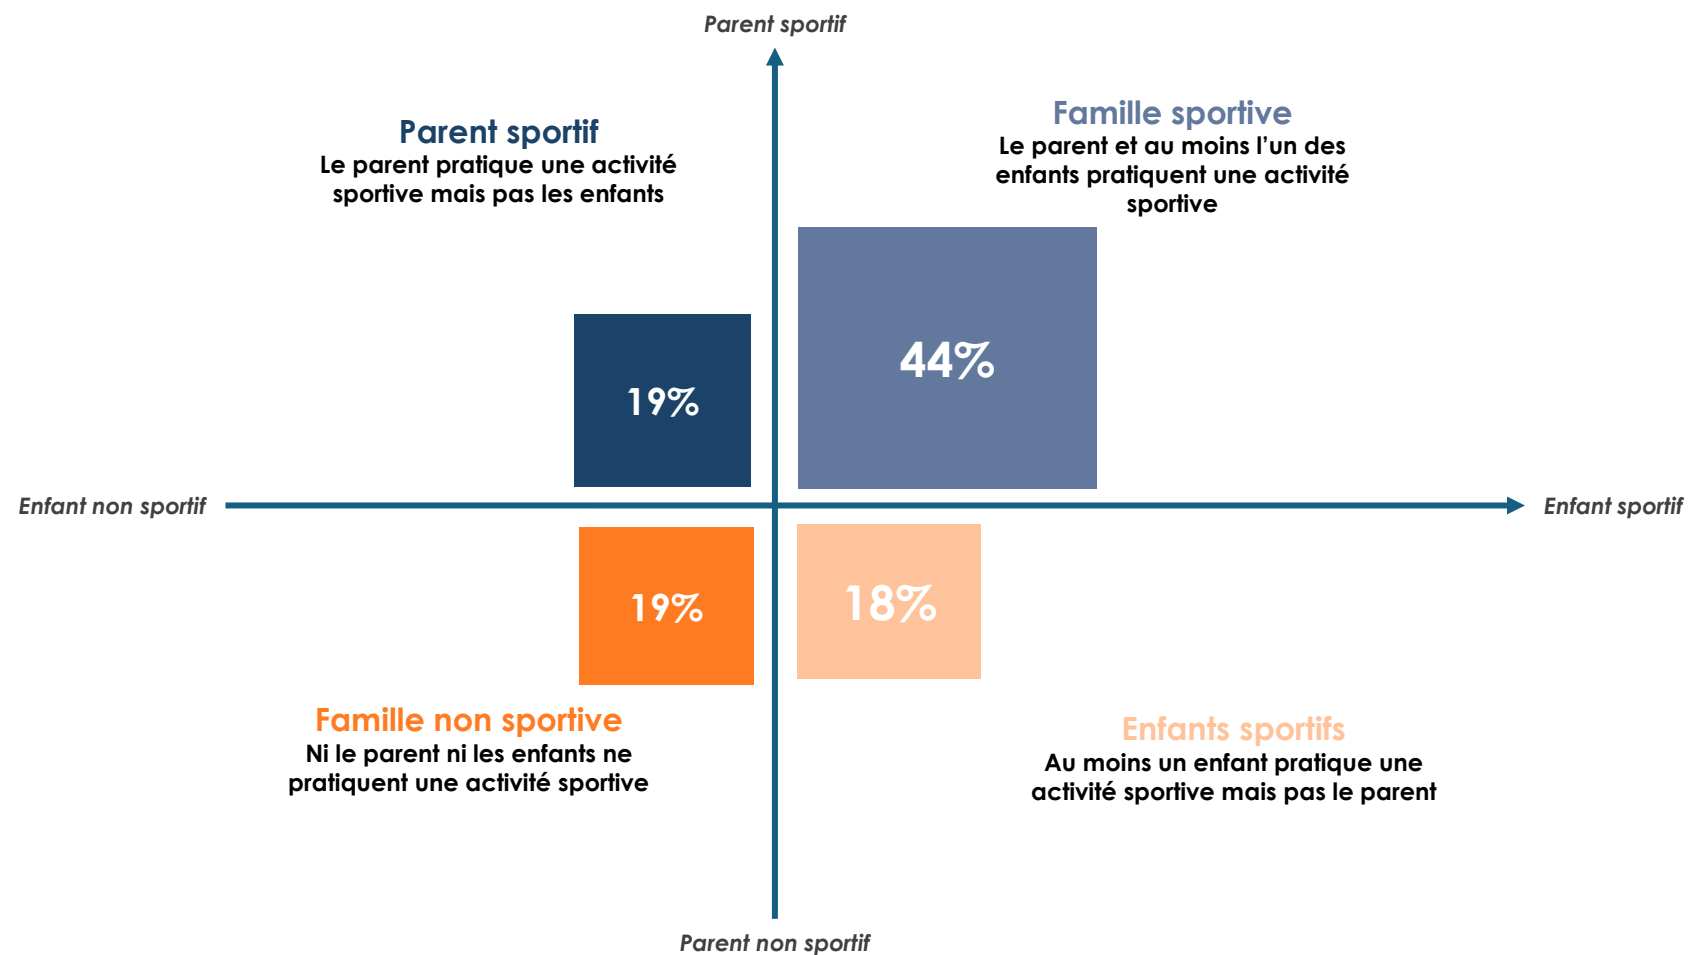 Parent sportif
Parent sportif
Le parent pratique une activité
sportive mais pas les enfants
Famille sportive
Le parent et au moins l’un des
enfants pratiquent une activité
sportive
19%
44%
Enfant non sportif
Enfant sportif
19%
18%
Famille non sportive
Ni le parent ni les enfants ne
pratiquent une activité sportive
Enfants sportifs
Au moins un enfant pratique une
activité sportive mais pas le parent
Parent non sportif